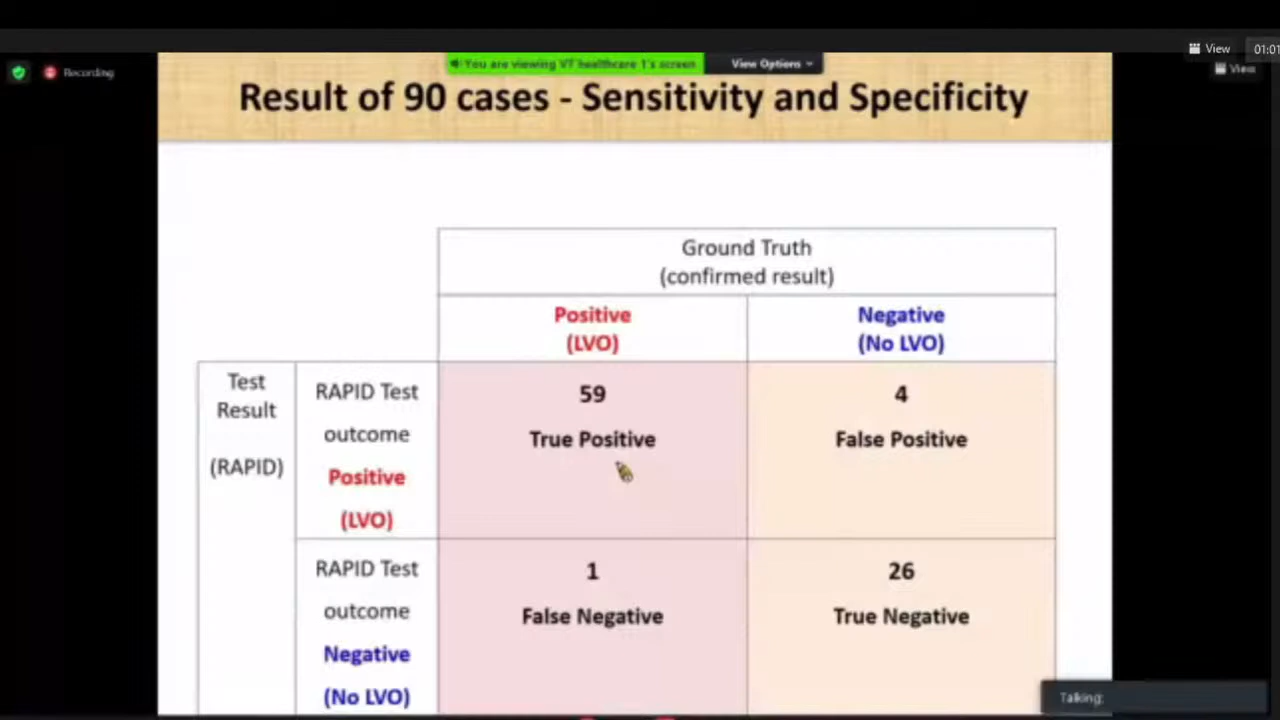 View
01:01
You are viewing VT healthcare 1's screen
View Options
Recording
View
Result of 90 cases - Sensitivity and Specificity
Ground Truth
(confirmed result)
Positive
(LVO)
Negative
(No LVO)
Test
Result
(RAPID)
RAPID Test
outcome
Positive
(LVO)
59
True Positive
4
False Positive
RAPID Test
outcome
Negative
(No LVO)
1
False Negative
26
True Negative
Talking: